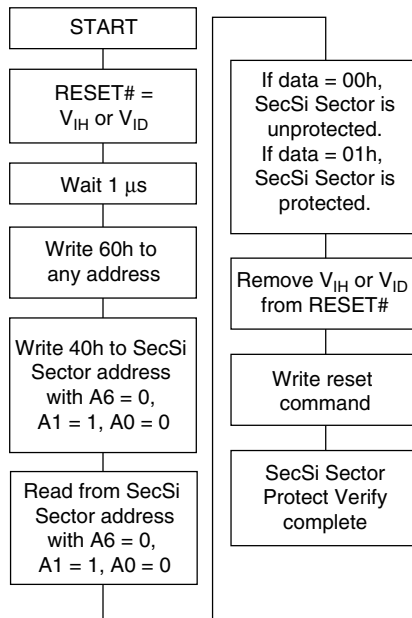 START
RESET# =
V_IH or V_ID
Wait 1 μs
Write 60h to
any address
Write 40h to SecSi
Sector address
with A6 = 0,
A1 = 1, A0 = 0
Read from SecSi
Sector address
with A6 = 0,
A1 = 1, A0 = 0
If data = 00h,
SecSi Sector is
unprotected.
If data = 01h,
SecSi Sector is
protected.
Remove V_IH or V_ID
from RESET#
Write reset
command
SecSi Sector
Protect Verify
complete